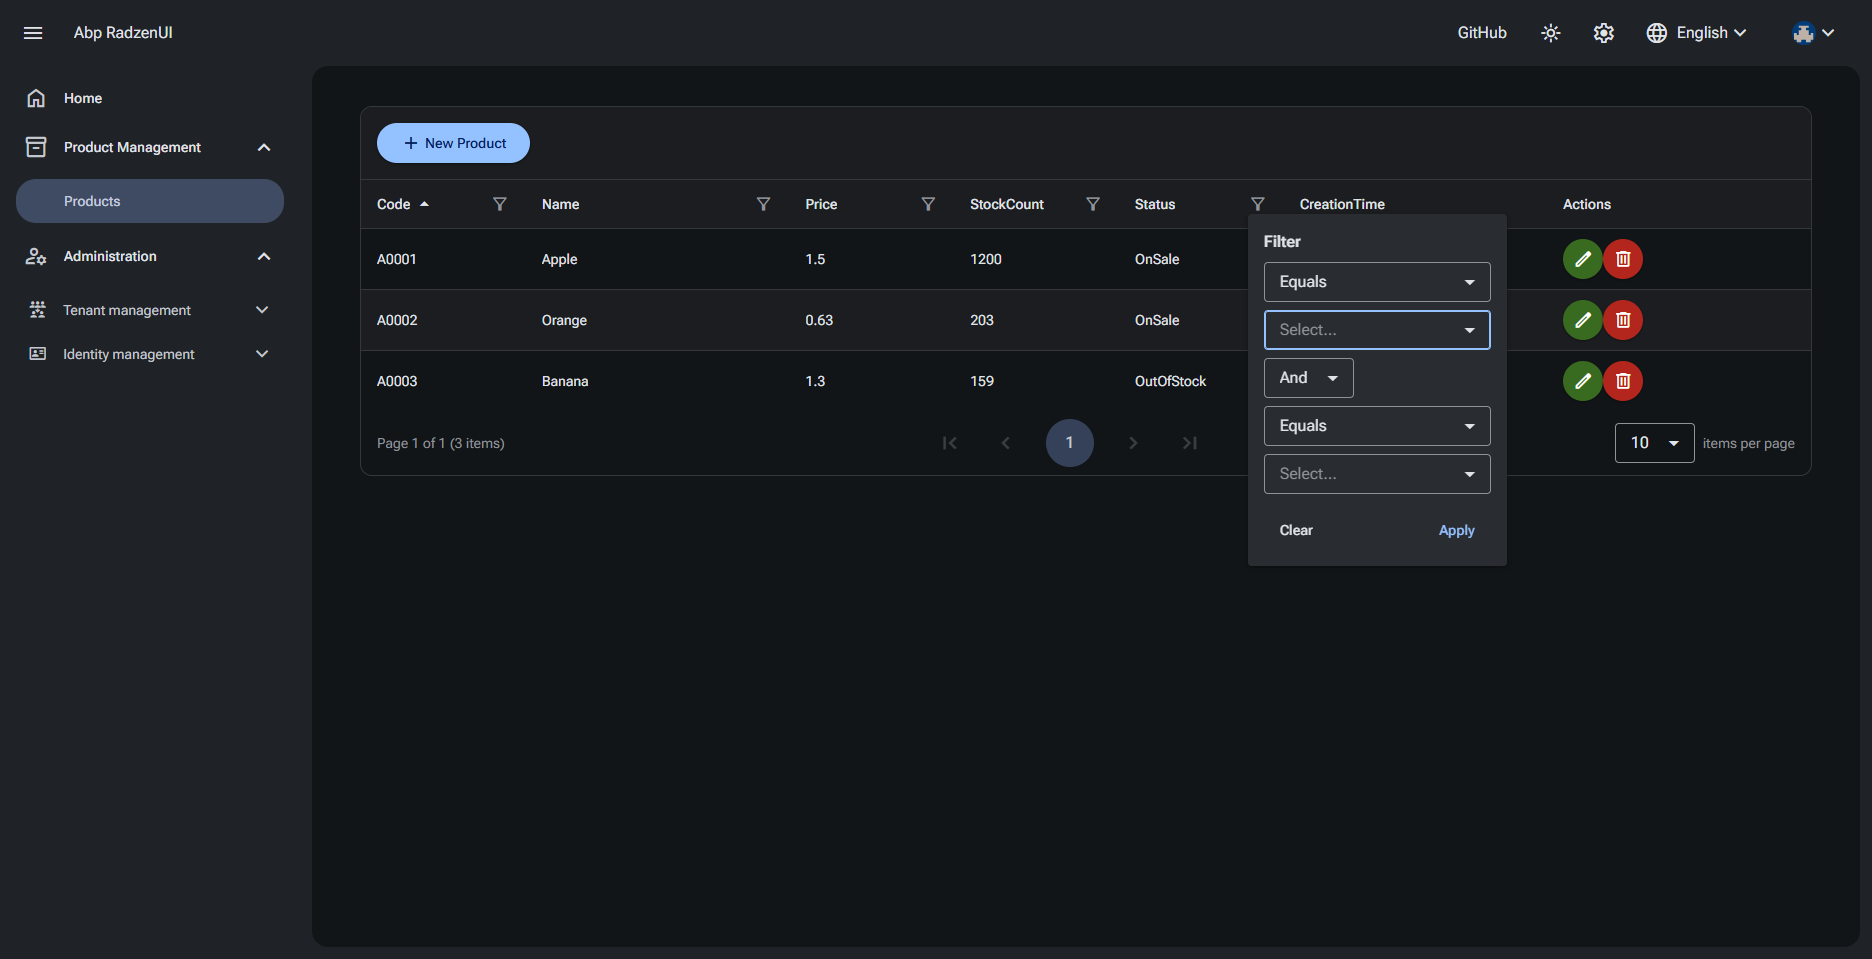 Abp RadzenUI
GitHub
English
Home
Product Management
Products
Administration
Tenant management
Identity management
New Product
Code Name Price StockCount Status CreationTime Actions
A0001 Apple 1.5 1200 OnSale
A0002 Orange 0.63 203 OnSale
A0003 Banana 1.3 159 OutOfStock
Page 1 of 1 (3 items)
1
10 items per page
Filter
Equals
Select...
And
Equals
Select...
Clear Apply